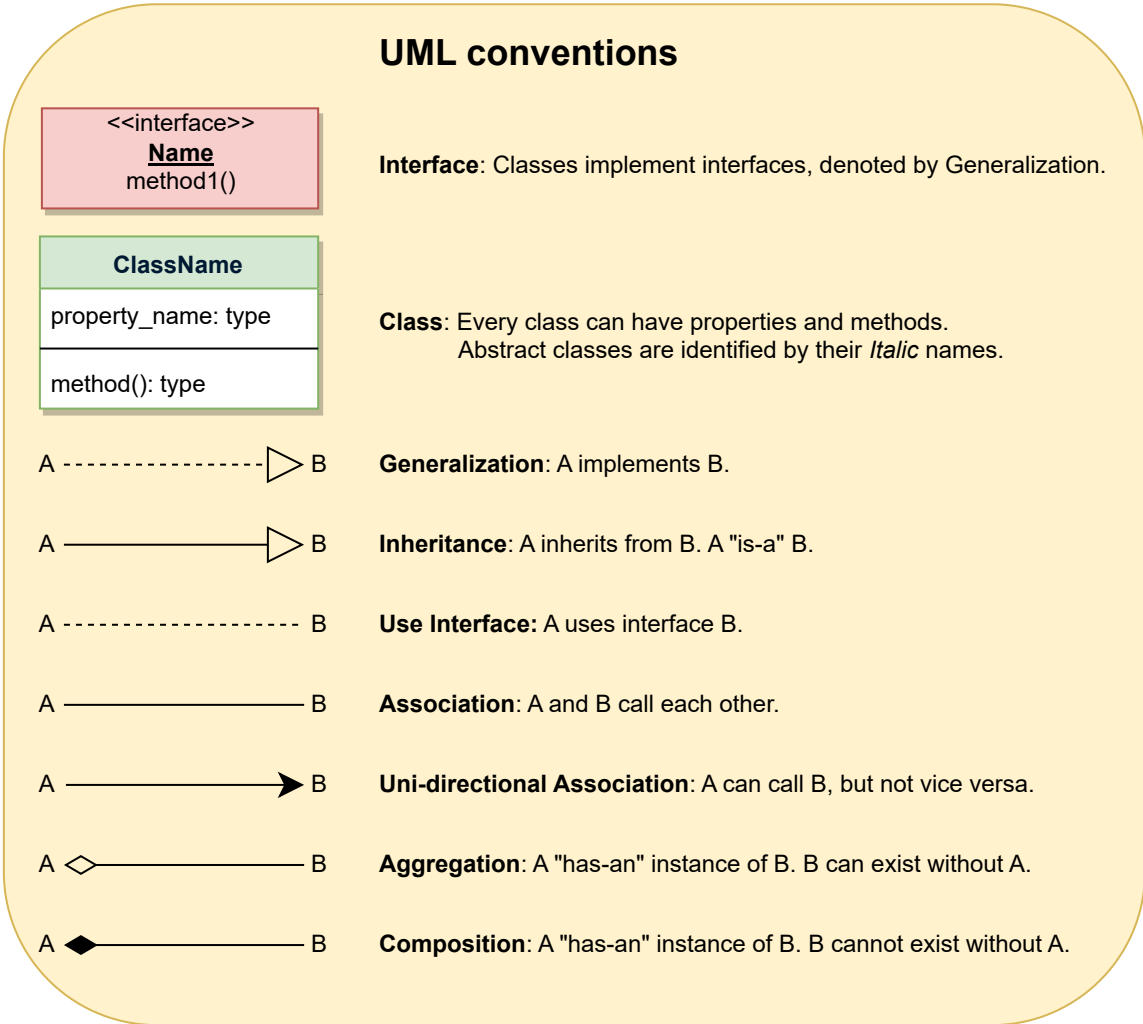 UML conventions
<<interface>>
Name
method1()
Interface: Classes implement interfaces, denoted by Generalization.
ClassName
property_name: type
method(): type
Class: Every class can have properties and methods.
Abstract classes are identified by their Italic names.
A B Generalization: A implements B.
A B Inheritance: A inherits from B. A "is-a" B.
A B Use Interface: A uses interface B.
A B Association: A and B call each other.
A B Uni-directional Association: A can call B, but not vice versa.
A B Aggregation: A "has-an" instance of B. B can exist without A.
A B Composition: A "has-an" instance of B. B cannot exist without A.